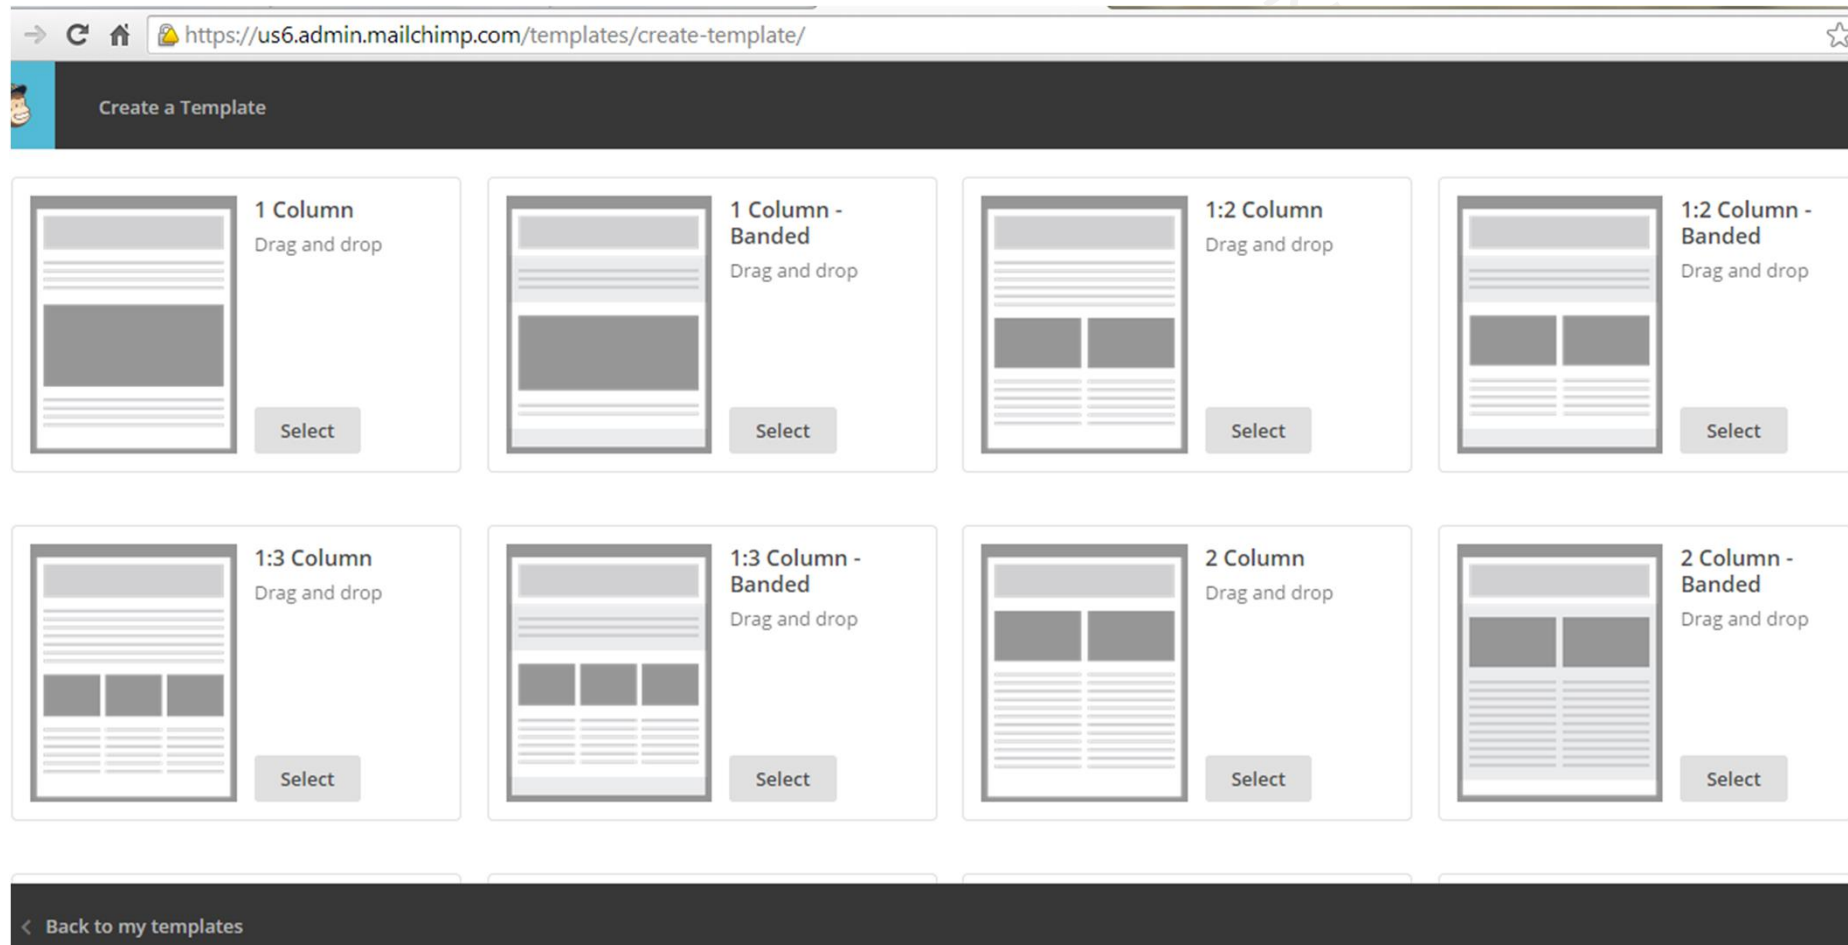 https://us6.admin.mailchimp.com/templates/create-template/
Create a Template
1 Column
Drag and drop
Select
1 Column -
Banded
Drag and drop
Select
1:2 Column
Drag and drop
Select
1:2 Column -
Banded
Drag and drop
Select
1:3 Column
Drag and drop
Select
1:3 Column -
Banded
Drag and drop
Select
2 Column
Drag and drop
Select
2 Column -
Banded
Drag and drop
Select
Back to my templates